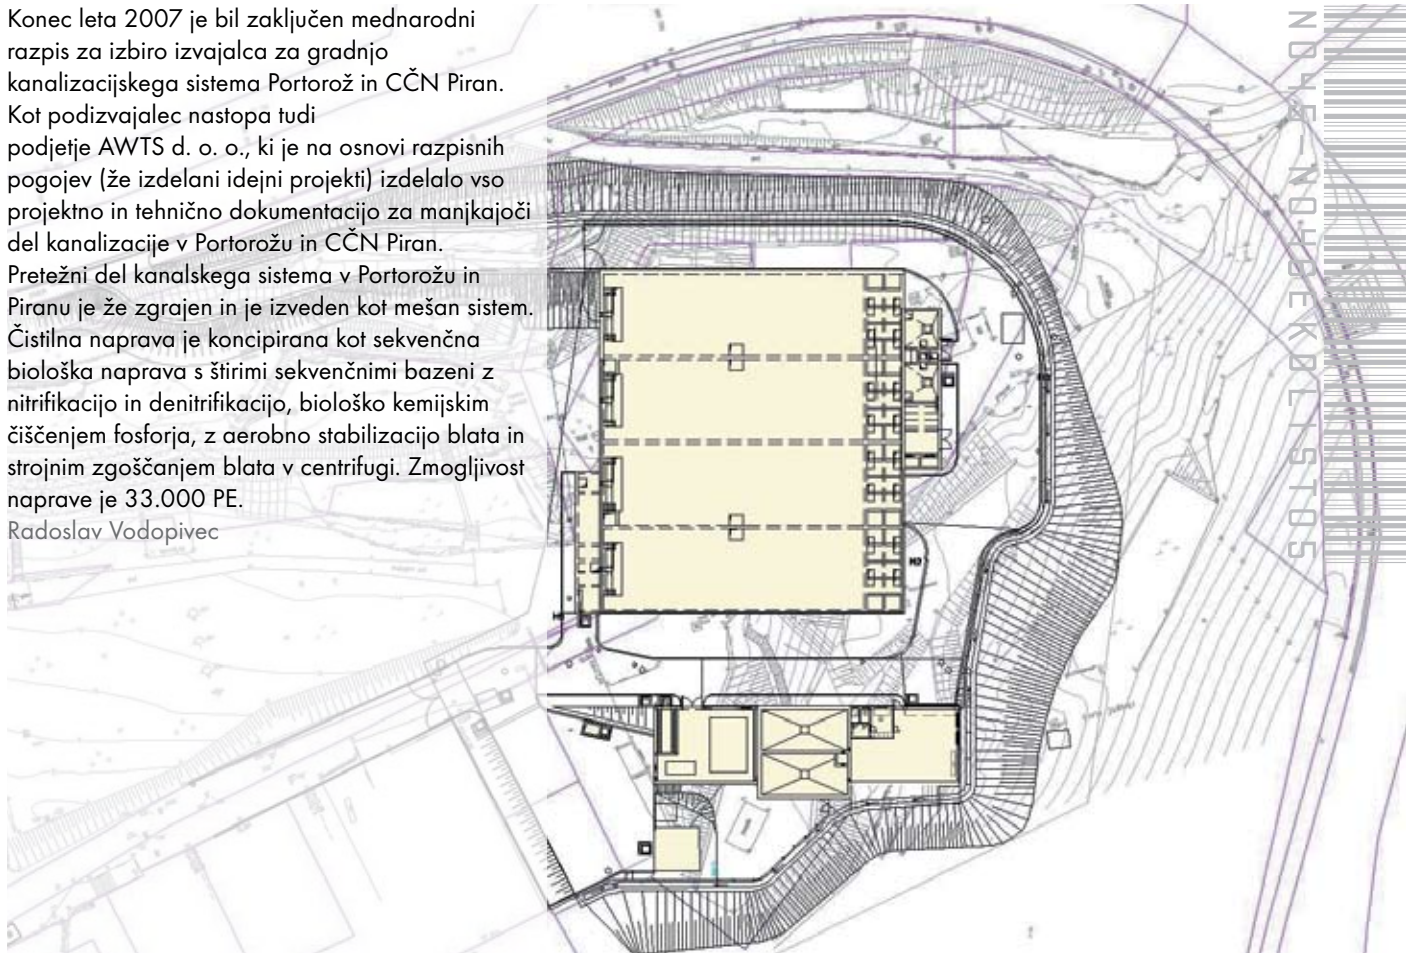 Konec leta 2007 je bil zaključen mednarodni
razpis za izbiro izvajalca za gradnjo
kanalizacijskega sistema Portorož in CČN Piran.
Kot podizvajalec nastopa tudi
podjetje AWTS d. o. o., ki je na osnovi razpisnih
pogojev (že izdelani idejni projekti) izdelalo vso
projektno in tehnično dokumentacijo za manjkajoči
del kanalizacije v Portorožu in CČN Piran.
Pretežni del kanalskega sistema v Portorožu in
Piranu je že zgrajen in je izveden kot mešan sistem.
Čistilna naprava je koncipirana kot sekvenčna
biološka naprava s štirimi sekvenčnimi bazeni z
nitrifikacijo in denitrifikacijo, biološko kemijskim
čiščenjem fosforja, z aerobno stabilizacijo blata in
strojnim zgoščanjem blata v centrifugi. Zmogljivost
naprave je 33.000 PE.
Radoslav Vodopivec